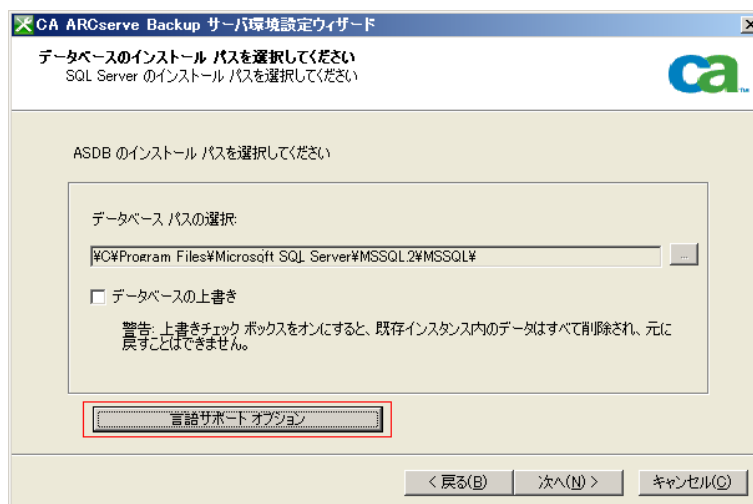 CA ARCserve Backup サーバ環境設定ウィザード
データベースのインストール パスを選択してください
SQL Server のインストール パスを選択してください
ca
ASDB のインストール パスを選択してください
データベース パスの選択:
¥C¥Program Files¥Microsoft SQL Server¥MSSQL.2¥MSSQL¥
...
データベースの上書き
警告: 上書きチェック ボックスをオンにすると、既存インスタンス内のデータはすべて削除され、元に
戻すことはできません。
言語サポート オプション
< 戻る(B)
次へ(N) >
キャンセル(C)